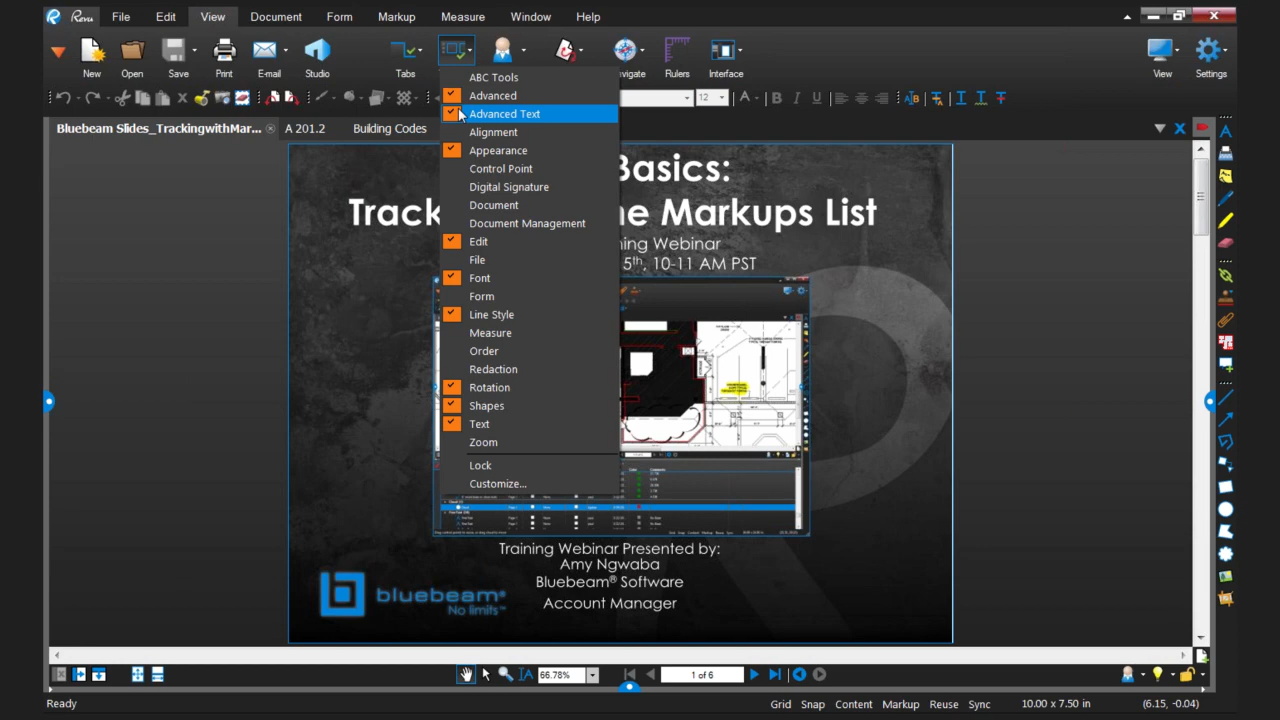 Revu File Edit View Document Form Markup Measure Window Help
New Open Save Print E-mail Studio Tabs Navigate Rulers Interface View Settings
12
Bluebeam Slides_TrackingwithMar... A 201.2 Building Codes
ABC Tools
Advanced
Advanced Text
Alignment
Appearance
Control Point
Digital Signature
Document
Document Management
Edit
File
Font
Form
Line Style
Measure
Order
Redaction
Rotation
Shapes
Text
Zoom
Lock
Customize...
Basics:
Track
ne Markups List
ning Webinar
5th, 10-11 AM PST
Training Webinar Presented by:
Amy Ngwaba
Bluebeam® Software
Account Manager
bluebeam®
No limits™
66.78% 1 of 6
Ready Grid Snap Content Markup Reuse Sync 10.00 x 7.50 in (6.15, -0.04)